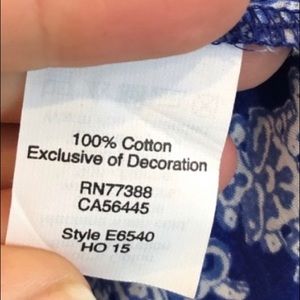 100% Cotton
Exclusive of Decoration
RN77388
CA56445
Style E6540
HO 15